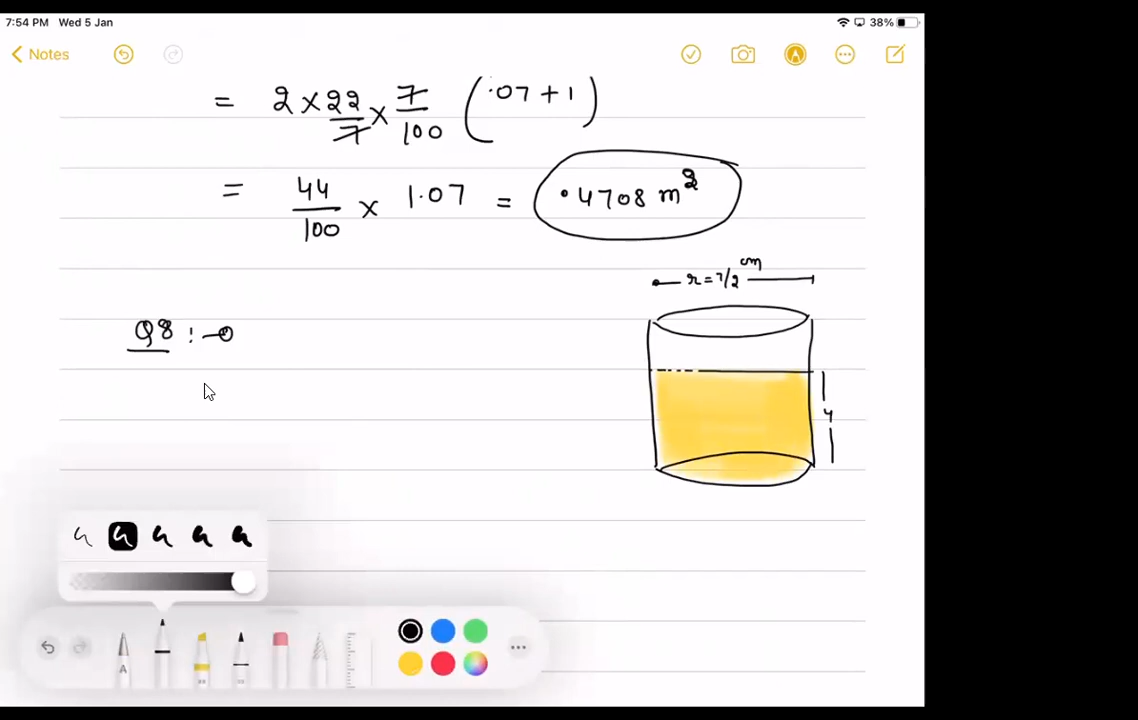 7:54 PM Wed 5 Jan 38%
Notes
= 2 × 22/7 × 7/100 (.07 + 1)
= 44/100 × 1.07 = .4708 m²
r = 7/2 cm
Q8 :-
4